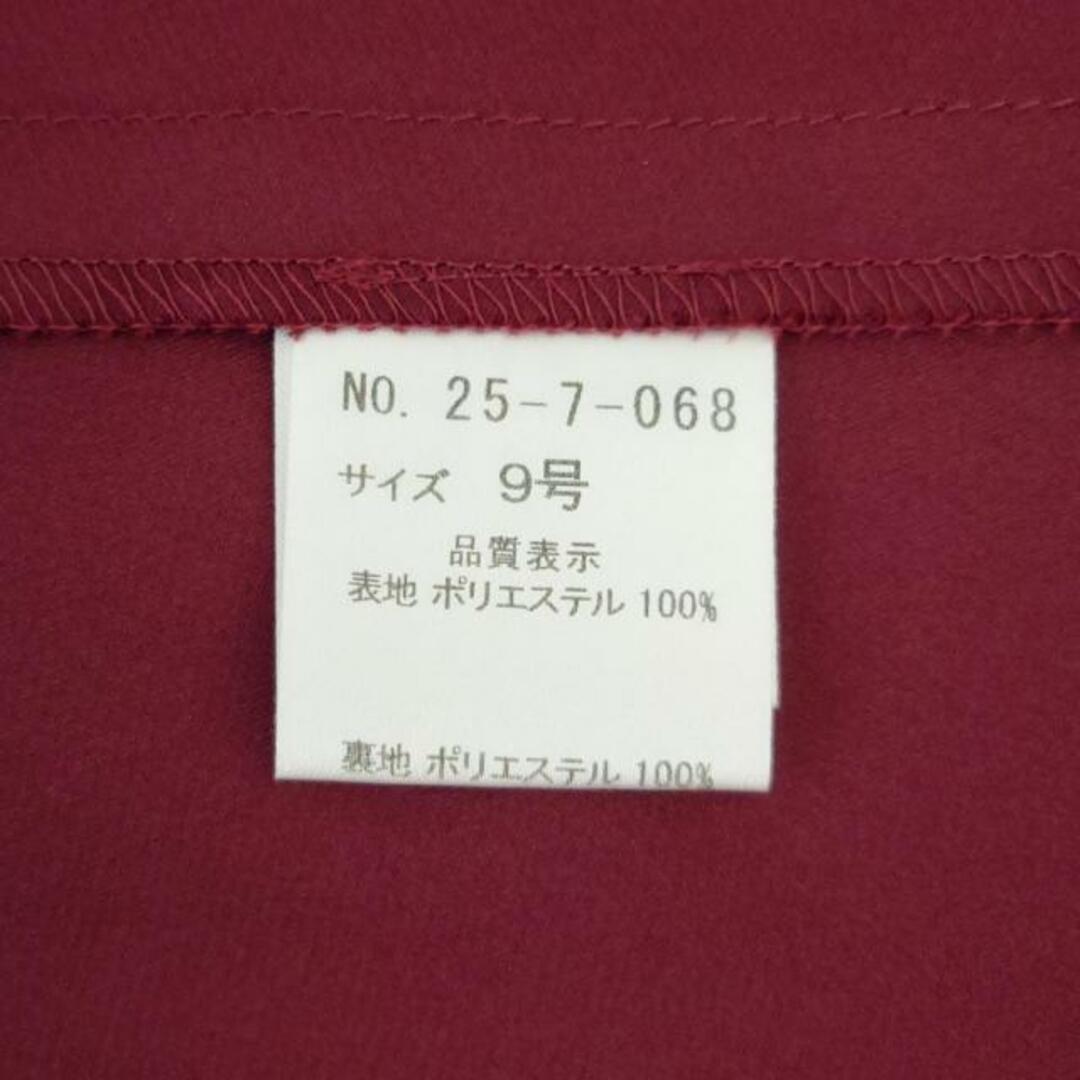 NO. 25-7-068
サイズ 9号
品質表示
表地 ポリエステル 100%
裏地 ポリエステル 100%